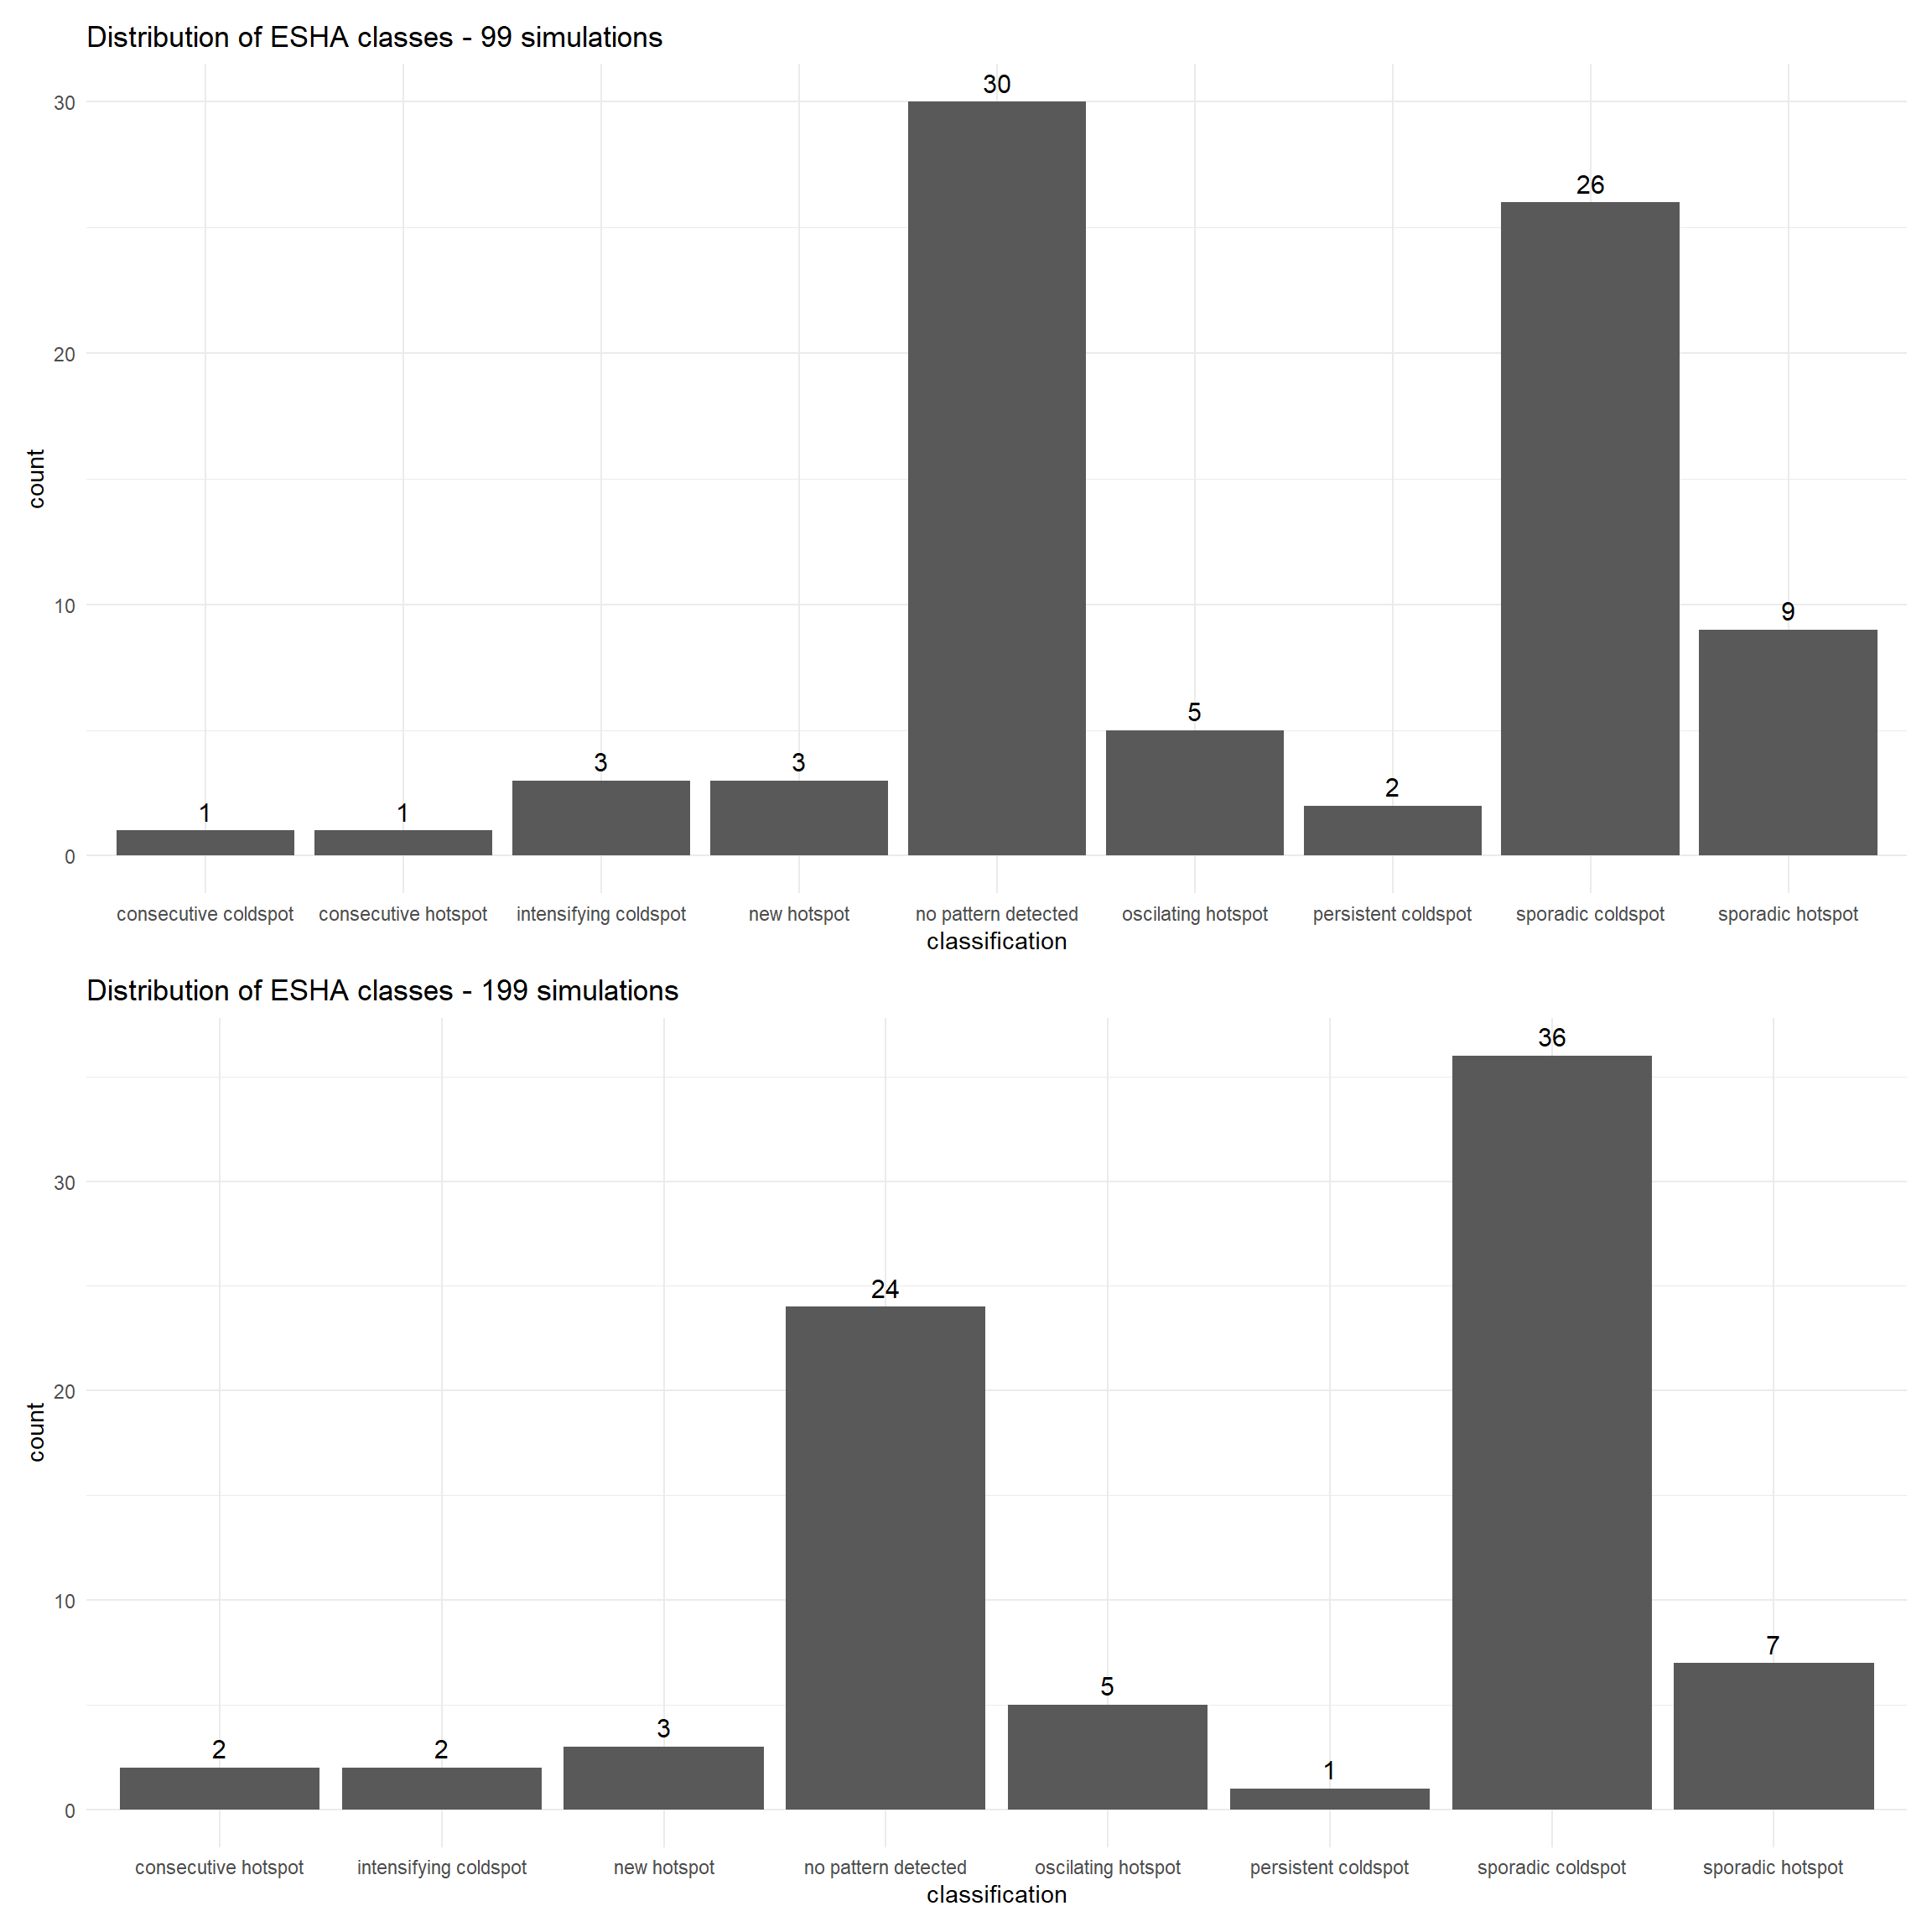 Distribution of ESHA classes - 99 simulations
30
26
9
5
3
3
2
1
1
30
20
10
0
count
consecutive coldspot
consecutive hotspot
intensifying coldspot
new hotspot
no pattern detected
oscilating hotspot
persistent coldspot
sporadic coldspot
sporadic hotspot
classification
Distribution of ESHA classes - 199 simulations
36
24
7
5
3
2
2
1
30
20
10
0
count
consecutive hotspot
intensifying coldspot
new hotspot
no pattern detected
oscilating hotspot
persistent coldspot
sporadic coldspot
sporadic hotspot
classification